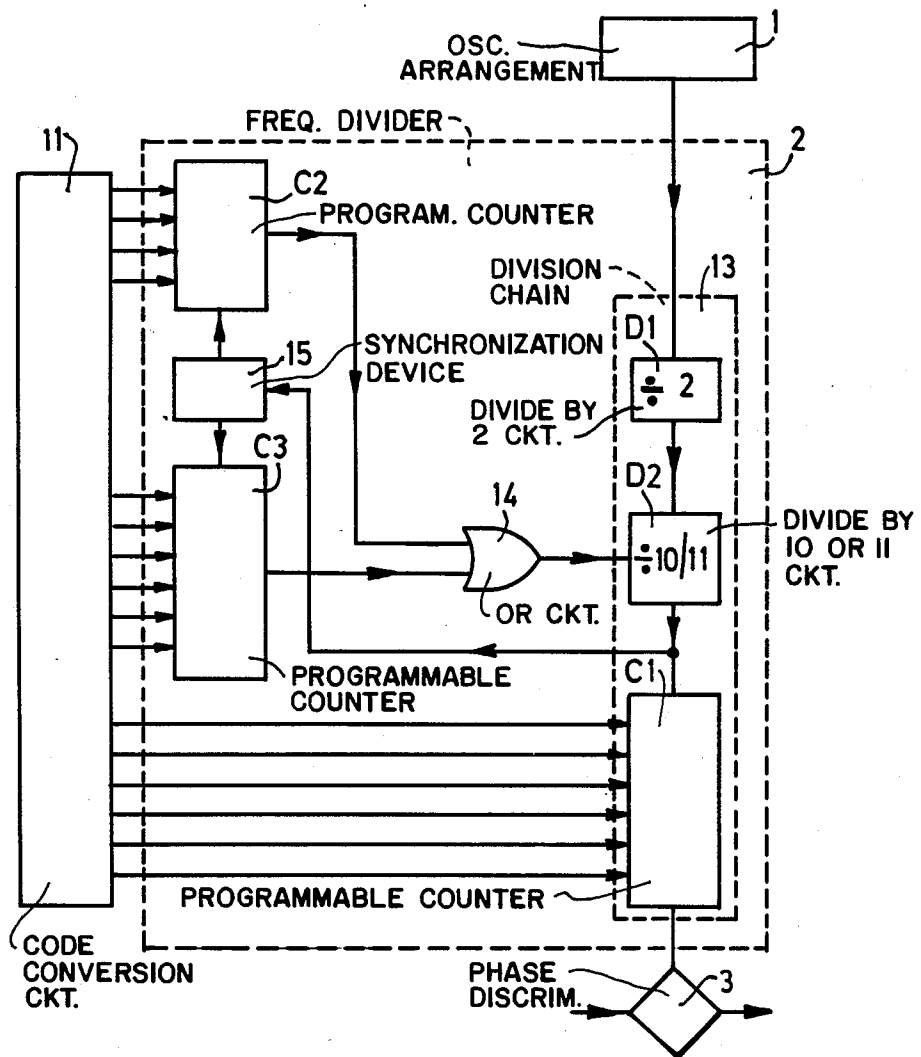 1
OSC.
ARRANGEMENT
FREQ. DIVIDER
2
11
C2
PROGRAM. COUNTER
DIVISION
CHAIN
13
D1
15
SYNCHRONIZATION
DEVICE
÷ 2
DIVIDE BY
2 CKT.
C3
D2
14
÷10/11
DIVIDE BY
10 OR 11
CKT.
OR CKT.
PROGRAMMABLE
COUNTER
C1
PROGRAMMABLE COUNTER
CODE
CONVERSION
CKT.
PHASE
DISCRIM.
3